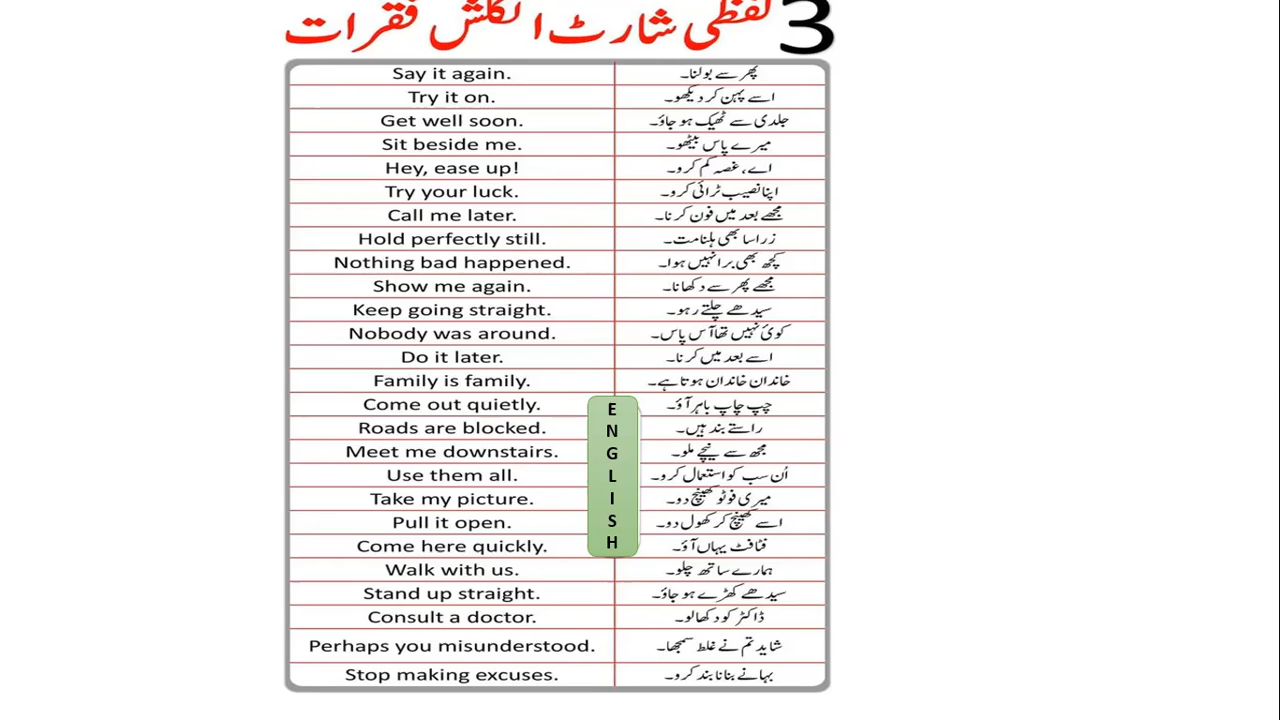 3 لفظی شارٹ انگلش فقرات
Say it again. پھر سے بولنا۔
Try it on. اسے پہن کر دیکھو۔
Get well soon. جلدی سے ٹھیک ہو جاؤ۔
Sit beside me. میرے پاس بیٹھو۔
Hey, ease up! اے، غصہ کم کرو۔
Try your luck. اپنا نصیب ٹرائی کرو۔
Call me later. مجھے بعد میں فون کرنا۔
Hold perfectly still. زرا سا بھی ہلنا مت۔
Nothing bad happened. کچھ بھی برا نہیں ہوا۔
Show me again. مجھے پھر سے دکھانا۔
Keep going straight. سیدھے چلتے رہو۔
Nobody was around. کوئی نہیں تھا آس پاس۔
Do it later. اسے بعد میں کرنا۔
Family is family. خاندان خاندان ہوتا ہے۔
Come out quietly. چپ چاپ باہر آؤ۔
Roads are blocked. راستے بند ہیں۔
Meet me downstairs. مجھ سے نیچے ملو۔
Use them all. اُن سب کو استعمال کرو۔
Take my picture. میری فوٹو کھینچ دو۔
Pull it open. اسے کھینچ کر کھول دو۔
Come here quickly. فٹافٹ یہاں آؤ۔
Walk with us. ہمارے ساتھ چلو۔
Stand up straight. سیدھے کھڑے ہو جاؤ۔
Consult a doctor. ڈاکٹر کو دکھا لو۔
Perhaps you misunderstood. شاید تم نے غلط سمجھا۔
Stop making excuses. بہانے بنانا بند کرو۔
E
N
G
L
I
S
H